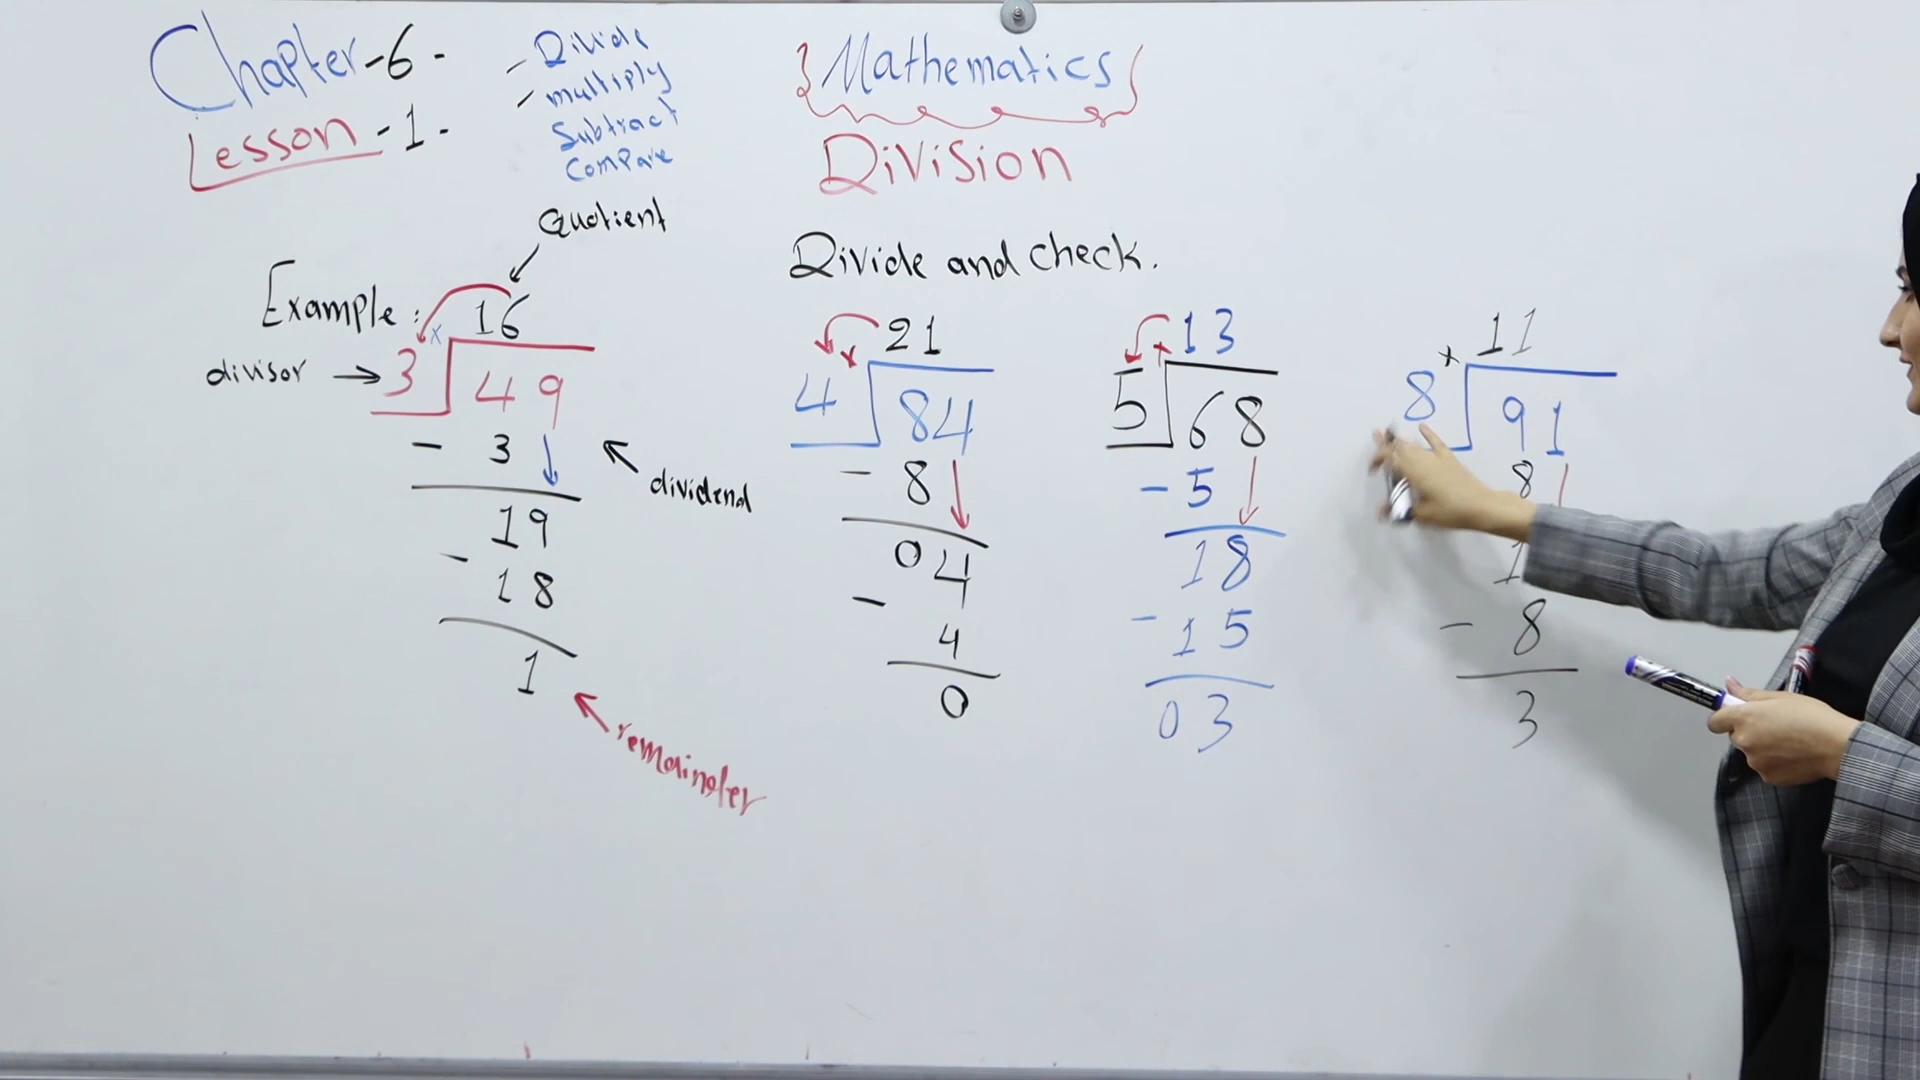 Chapter-6-
Lesson-1-
- Divide
- multiply
Subtract
Compare
Mathematics
Division
Quotient
Divide and check.
Example:
divisor
dividend
remainder
16
x
3 49
- 3
19
- 18
1
21
x
4 84
- 8
04
- 4
0
13
x
5 68
- 5
18
- 15
03
11
x
8 91
8
1
- 8
3